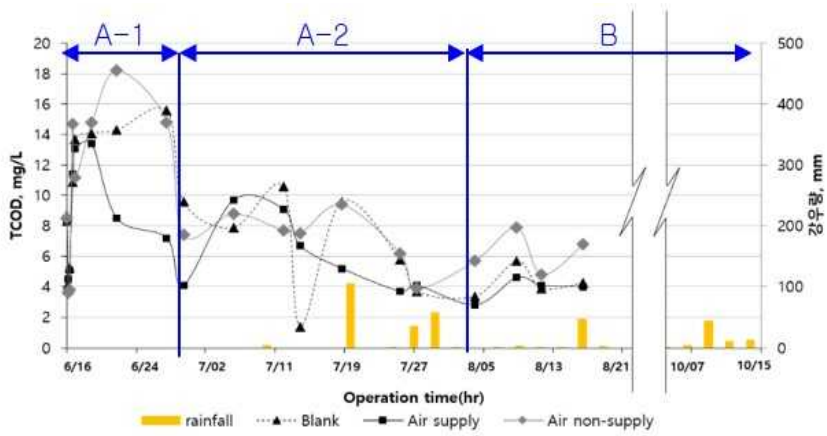 A-1 A-2 B
20 500
18
16 400
14
12 300
10
8 200
6
4 100
2
0 0
TCOD, mg/L
강우량, mm
6/16 6/24 7/02 7/11 7/19 7/27 8/05 8/13 8/21 10/07 10/15
Operation time(hr)
rainfall Blank Air supply Air non-supply